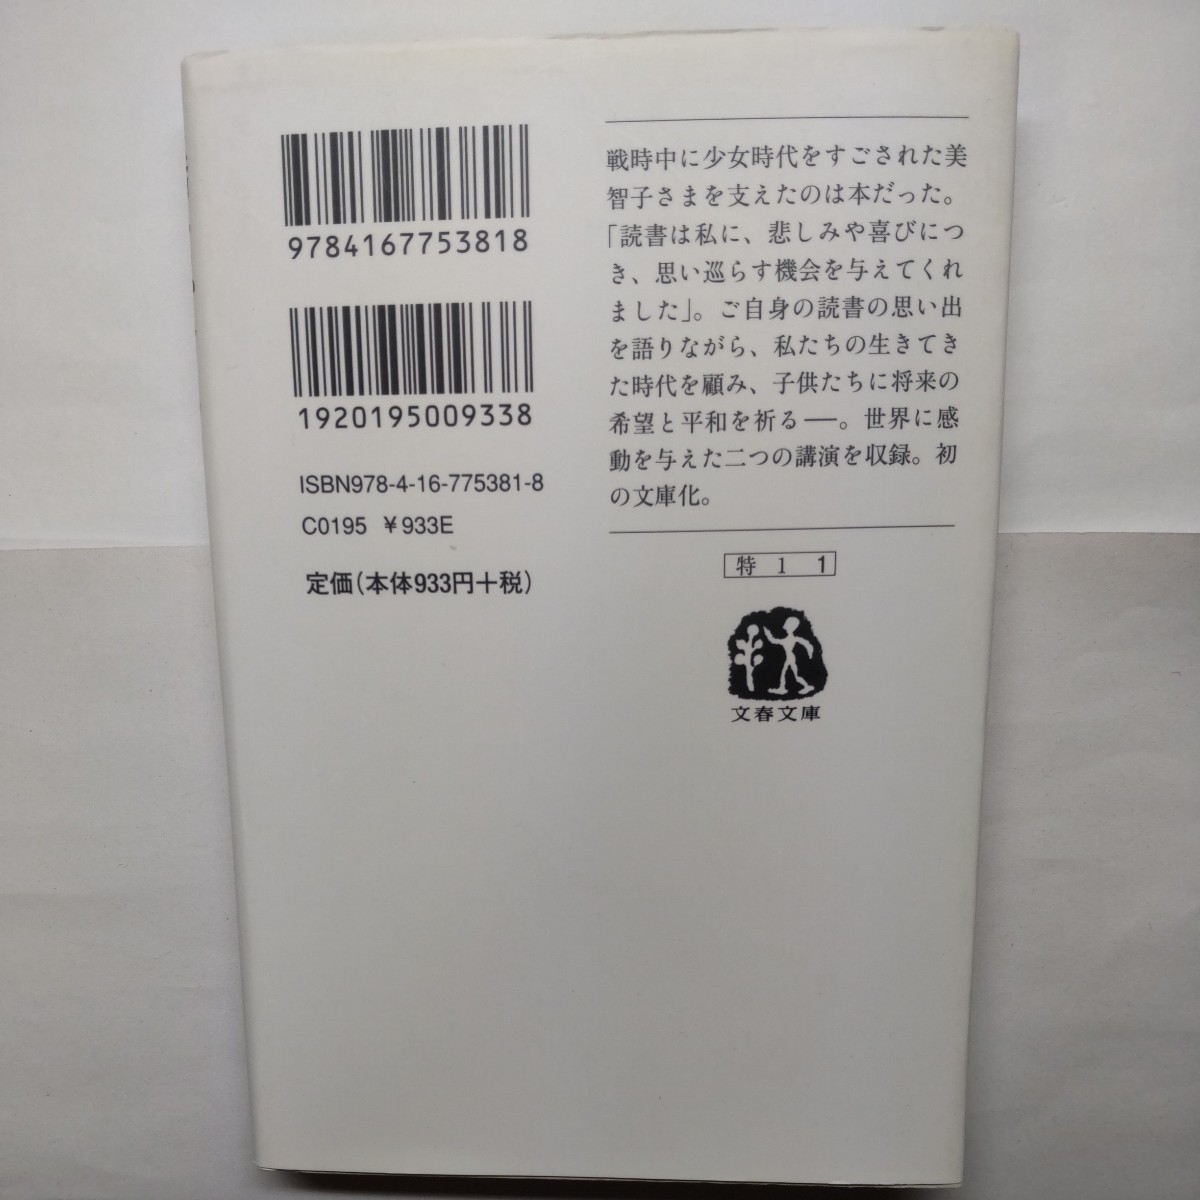 9784167753818
1920195009338
ISBN978-4-16-775381-8
C0195 ￥933E
定価(本体933円+税)
戦時中に少女時代をすごされた美
智子さまを支えたのは本だった。
「読書は私に、悲しみや喜びにつ
き、思い巡らす機会を与えてくれ
ました」。ご自身の読書の思い出
を語りながら、私たちの生きてき
た時代を顧み、子供たちに将来の
希望と平和を祈る―。世界に感
動を与えた二つの講演を収録。初
の文庫化。
特 1 1
文春文庫